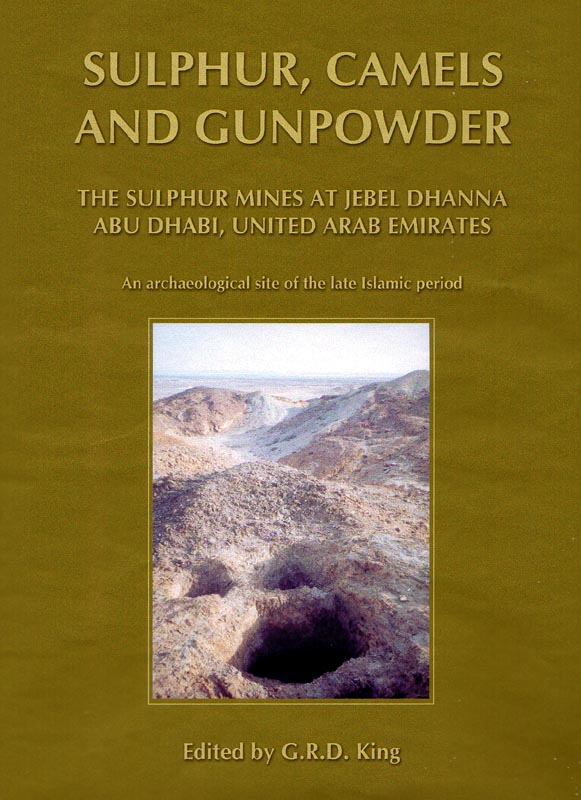 SULPHUR, CAMELS
AND GUNPOWDER
THE SULPHUR MINES AT JEBEL DHANNA
ABU DHABI, UNITED ARAB EMIRATES
An archaeological site of the late Islamic period
Edited by G.R.D. King